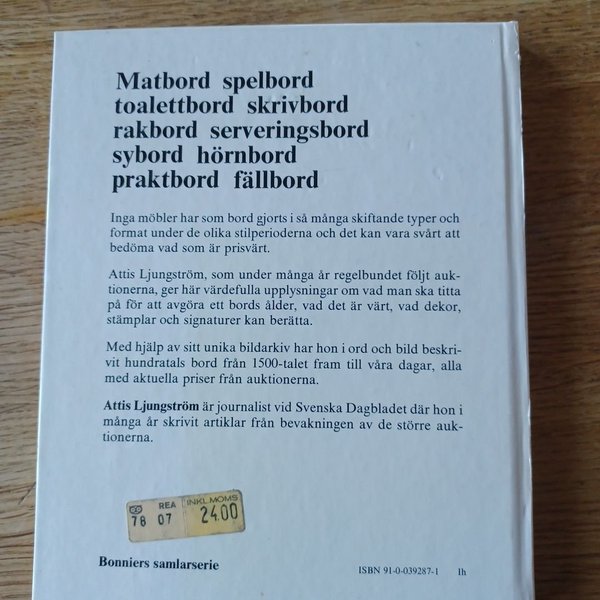 Matbord spelbord
toalettbord skrivbord
rakbord serveringsbord
sybord hörnbord
praktbord fällbord
Inga möbler har som bord gjorts i så många skiftande typer och
format under de olika stilperioderna och det kan vara svårt att
bedöma vad som är prisvärt.
Attis Ljungström, som under många år regelbundet följt auk-
tionerna, ger här värdefulla upplysningar om vad man ska titta
på för att avgöra ett bords ålder, vad det är värt, vad dekor,
stämplar och signaturer kan berätta.
Med hjälp av sitt unika bildarkiv har hon i ord och bild beskri-
vit hundratals bord från 1500-talet fram till våra dagar, alla
med aktuella priser från auktionerna.
Attis Ljungström är journalist vid Svenska Dagbladet där hon i
många år skrivit artiklar från bevakningen av de större auk-
tionerna.
REA INKL.MOMS
78 07 24.00
Bonniers samlarserie
ISBN 91-0-039287-1 lh